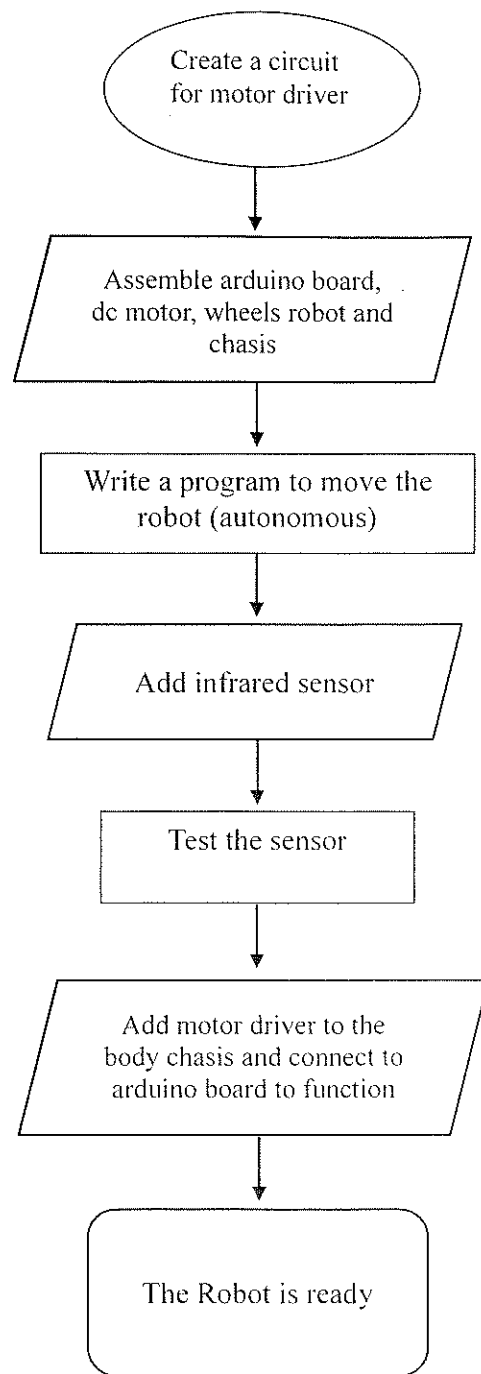 Create a circuit
for motor driver
Assemble arduino board,
dc motor, wheels robot and
chasis
Write a program to move the
robot (autonomous)
Add infrared sensor
Test the sensor
Add motor driver to the
body chasis and connect to
arduino board to function
The Robot is ready